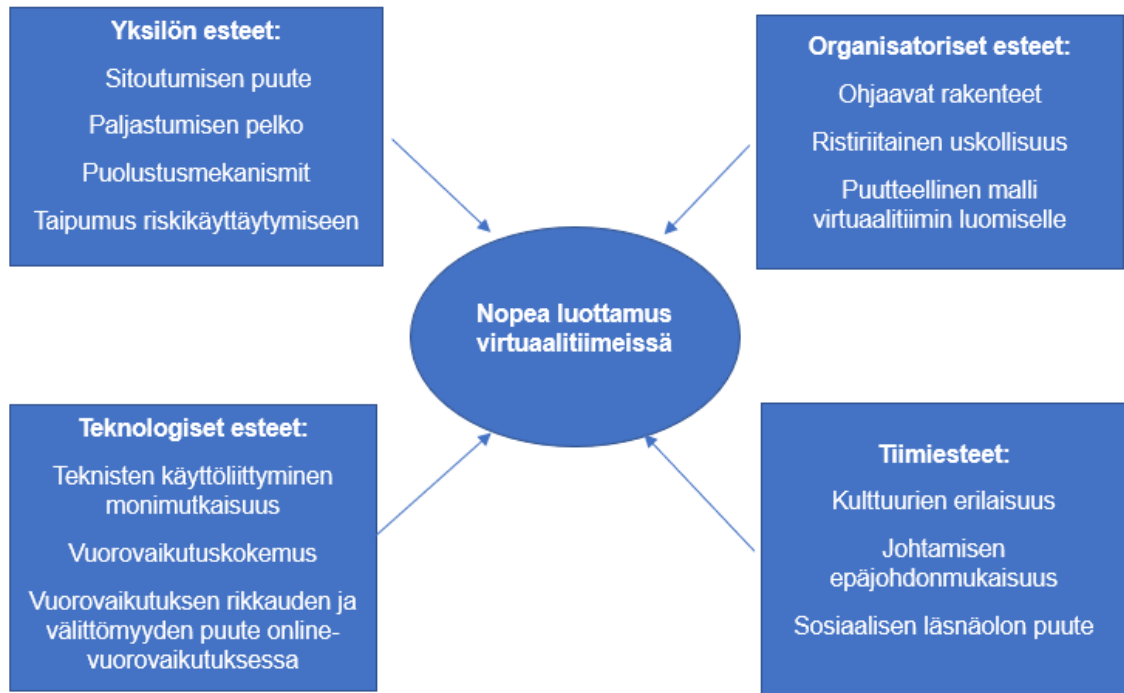 Yksilön esteet:
Sitoutumisen puute
Paljastumisen pelko
Puolustusmekanismit
Taipumus riskikäyttäytymiseen
Organisatoriset esteet:
Ohjaavat rakenteet
Ristiriitainen uskollisuus
Puutteellinen malli
virtuaalitiimin luomiselle
Nopea luottamus
virtuaalitiimeissä
Teknologiset esteet:
Teknisten käyttöliittyminen
monimutkaisuus
Vuorovaikutuskokemus
Vuorovaikutuksen rikkauden ja
välittömyyden puute online-
vuorovaikutuksessa
Tiimiesteet:
Kulttuurien erilaisuus
Johtamisen
epäjohdonmukaisuus
Sosiaalisen läsnäolon puute